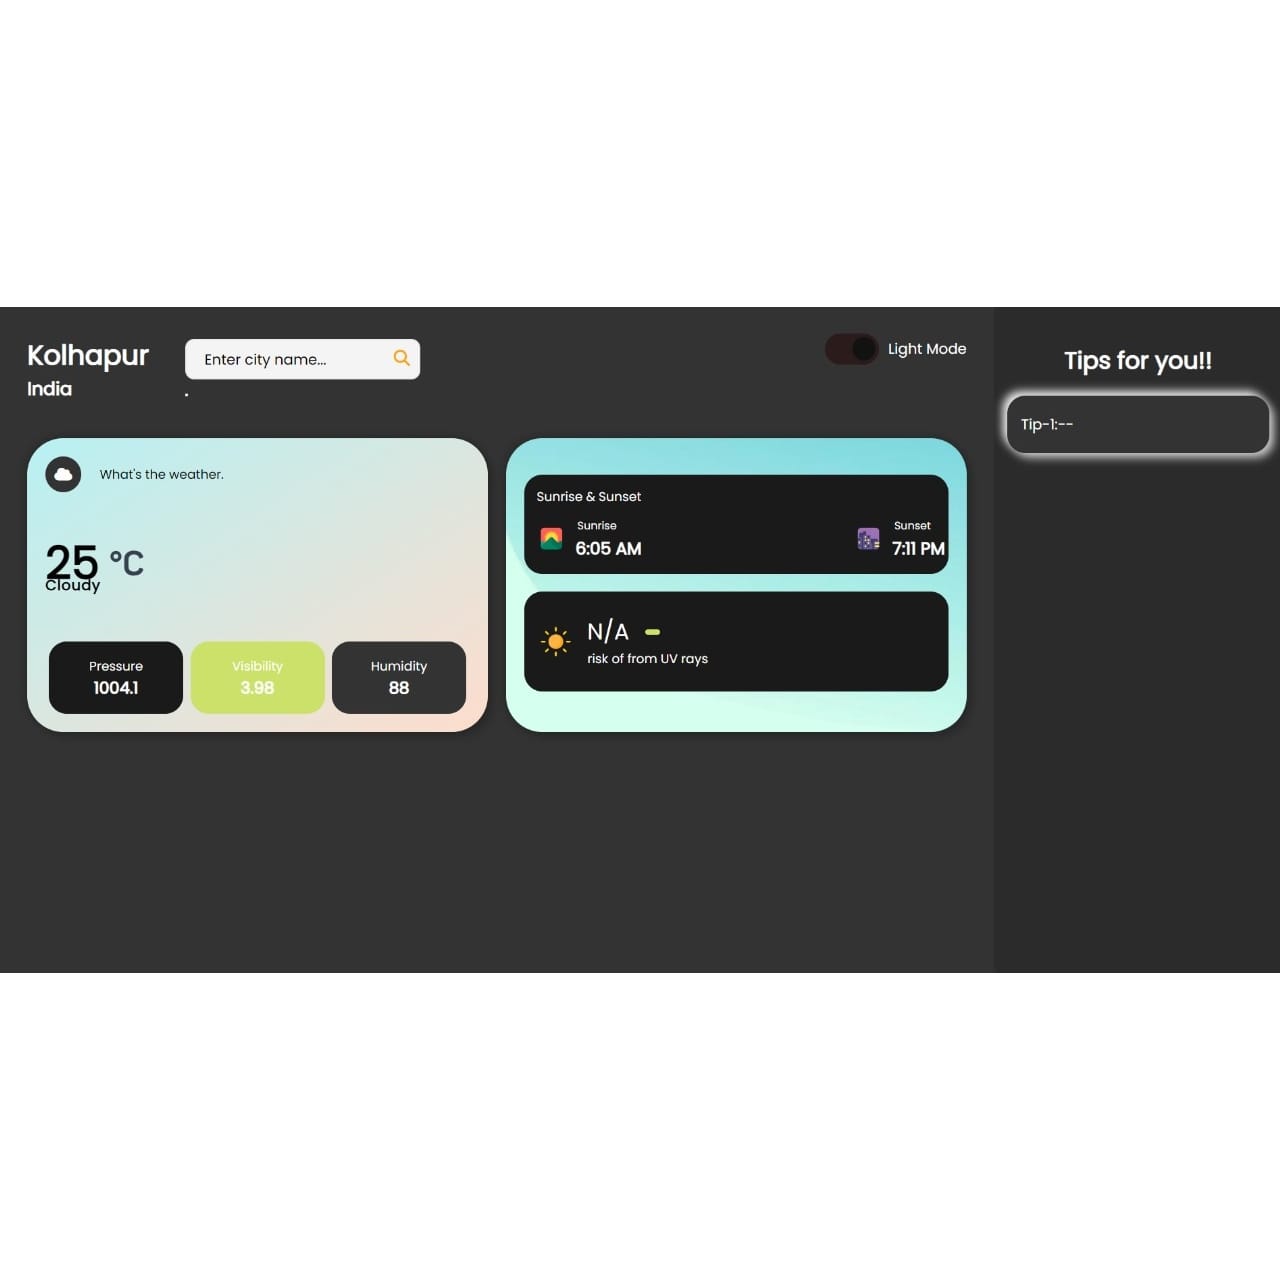 Kolhapur
India
Enter city name...
.
Light Mode
What's the weather.
25 °C
Cloudy
Pressure
1004.1
Visibility
3.98
Humidity
88
Sunrise & Sunset
Sunrise
6:05 AM
Sunset
7:11 PM
N/A
risk of from UV rays
Tips for you!!
Tip-1:--